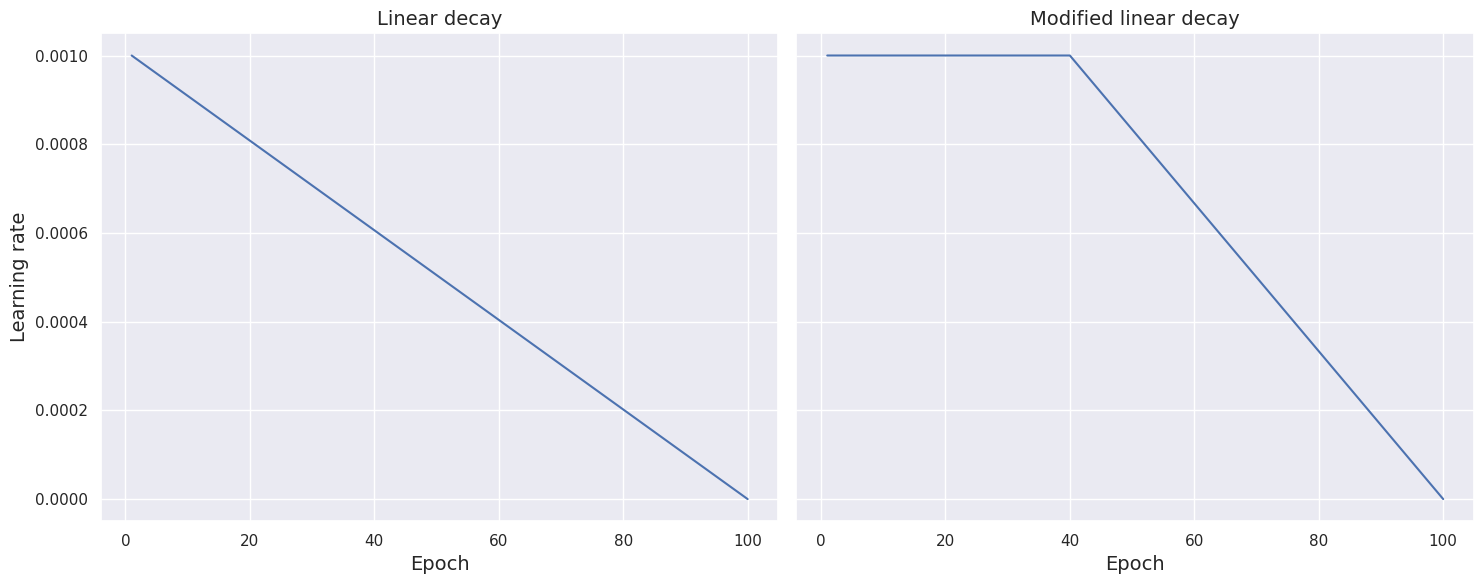 Linear decay
Modified linear decay
0.0010
0.0008
0.0006
0.0004
0.0002
0.0000
Learning rate
0 20 40 60 80 100
0 20 40 60 80 100
Epoch
Epoch